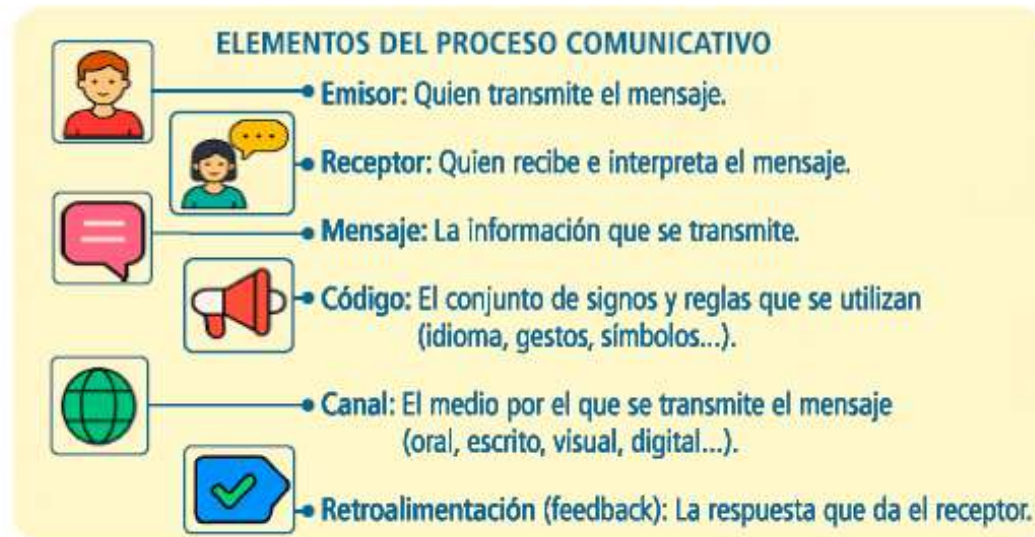 ELEMENTOS DEL PROCESO COMUNICATIVO
Emisor: Quien transmite el mensaje.
Receptor: Quien recibe e interpreta el mensaje.
Mensaje: La información que se transmite.
Código: El conjunto de signos y reglas que se utilizan
(idioma, gestos, símbolos...).
Canal: El medio por el que se transmite el mensaje
(oral, escrito, visual, digital...).
Retroalimentación (feedback): La respuesta que da el receptor.